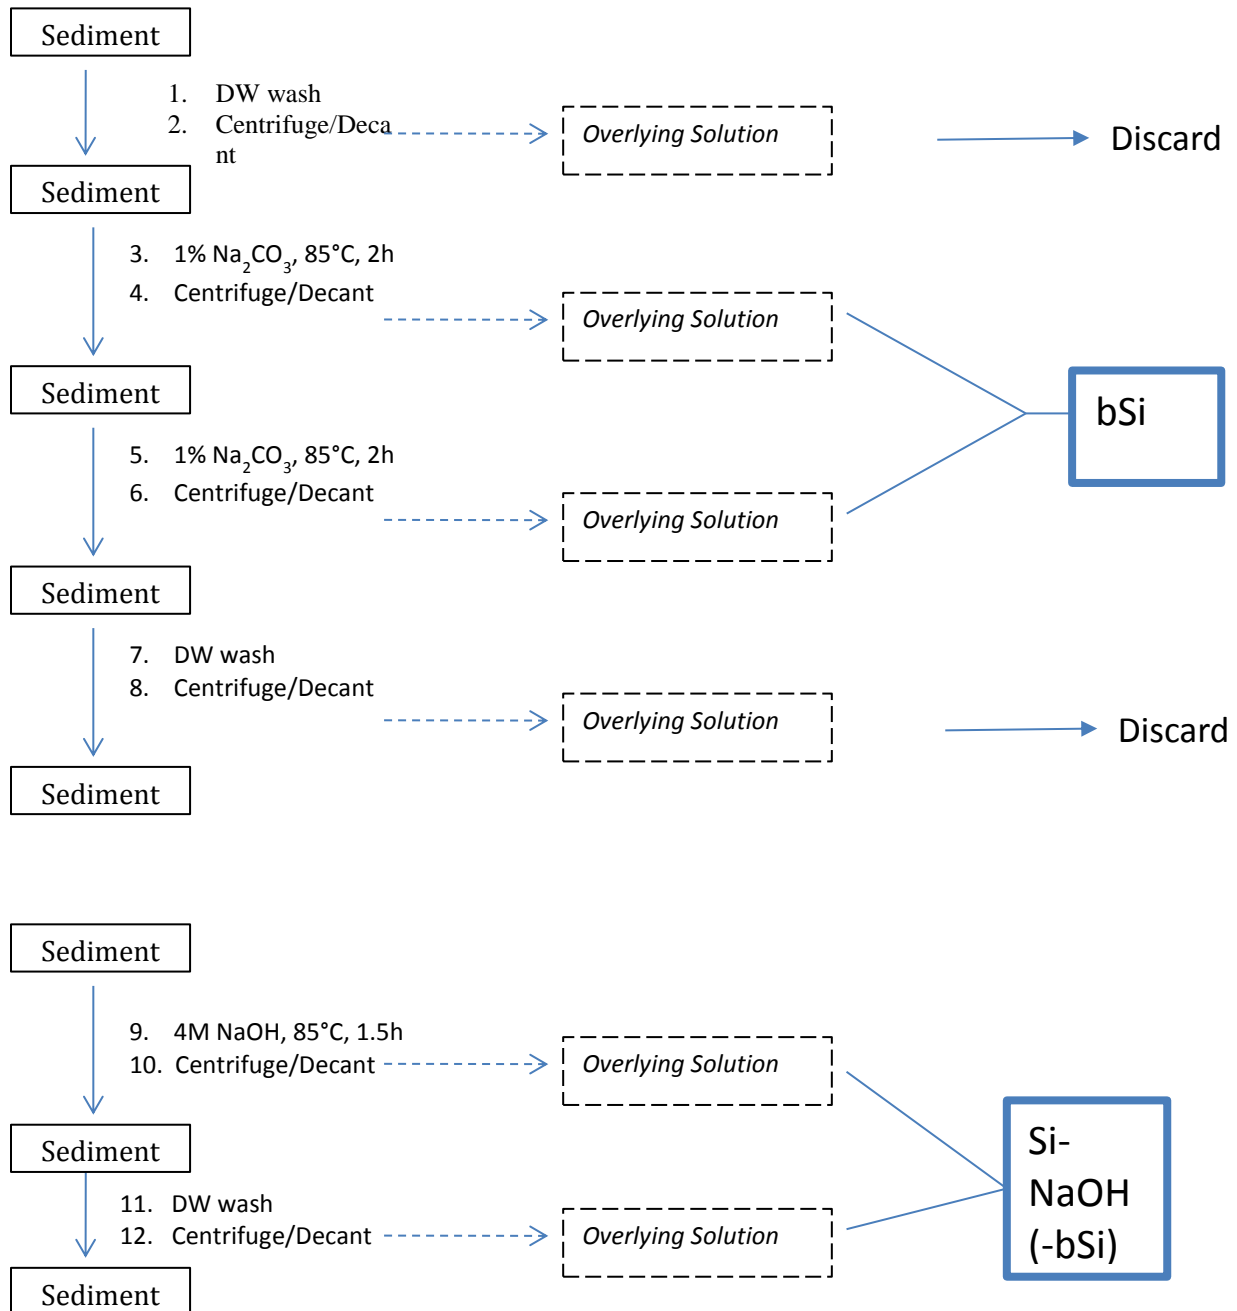 Sediment
1. DW wash
2. Centrifuge/Deca
nt
Overlying Solution
Discard
Sediment
3. 1% Na₂CO₃, 85°C, 2h
4. Centrifuge/Decant
Overlying Solution
Sediment
bSi
5. 1% Na₂CO₃, 85°C, 2h
6. Centrifuge/Decant
Overlying Solution
Sediment
7. DW wash
8. Centrifuge/Decant
Overlying Solution
Discard
Sediment
Sediment
9. 4M NaOH, 85°C, 1.5h
10. Centrifuge/Decant
Overlying Solution
Sediment
Si-
NaOH
(-bSi)
11. DW wash
12. Centrifuge/Decant
Overlying Solution
Sediment